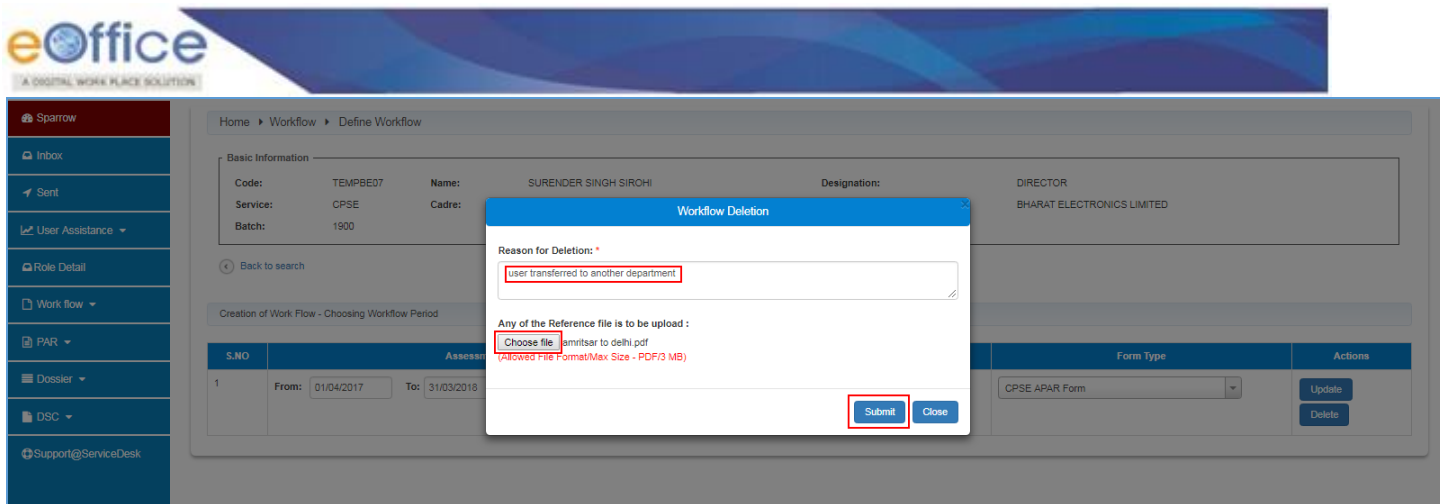 eOffice
A DIGITAL WORK PLACE SOLUTION
Sparrow
Inbox
Sent
User Assistance
Role Detail
Work flow
PAR
Dossier
DSC
Support@ServiceDesk
Home Workflow Define Workflow
Basic Information
Code: TEMPBE07 Name: SURENDER SINGH SIROHI Designation: DIRECTOR
Service: CPSE Cadre: BHARAT ELECTRONICS LIMITED
Batch: 1900
Back to search
Creation of Work Flow - Choosing Workflow Period
S.NO Assessm Form Type Actions
1 From: 01/04/2017 To: 31/03/2018 CPSE APAR Form Update
Delete
Workflow Deletion x
Reason for Deletion: *
user transferred to another department
Any of the Reference file is to be upload :
Choose file amritsar to delhi.pdf
(Allowed File Format/Max Size - PDF/3 MB)
Submit Close